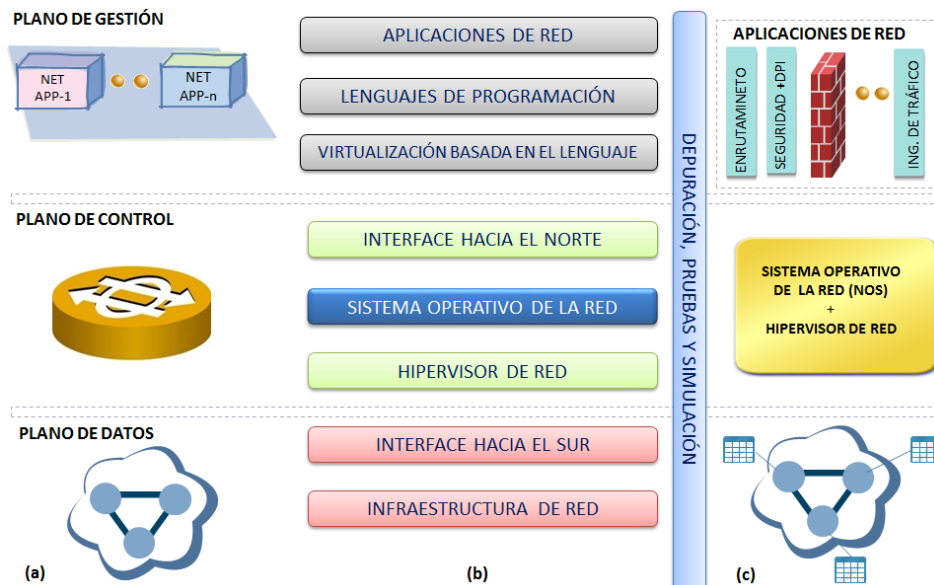 PLANO DE GESTIÓN
NET
APP-1
NET
APP-n
APLICACIONES DE RED
LENGUAJES DE PROGRAMACIÓN
VIRTUALIZACIÓN BASADA EN EL LENGUAJE
PLANO DE CONTROL
INTERFACE HACIA EL NORTE
SISTEMA OPERATIVO DE LA RED
HIPERVISOR DE RED
PLANO DE DATOS
INTERFACE HACIA EL SUR
INFRAESTRUCTURA DE RED
(a)
(b)
DEPURACIÓN, PRUEBAS Y SIMULACIÓN
APLICACIONES DE RED
ENRUTAMINETO
SEGURIDAD +DPI
ING. DE TRÁFICO
SISTEMA OPERATIVO
DE LA RED (NOS)
+
HIPERVISOR DE RED
(c)